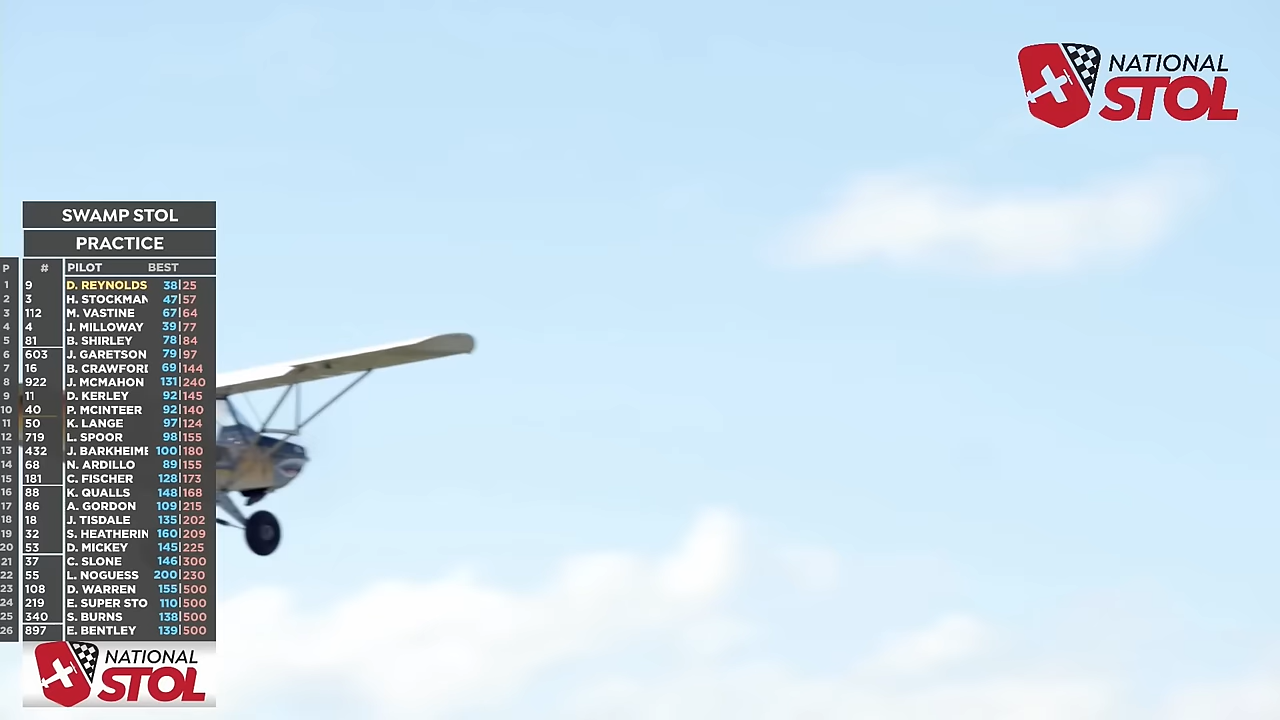 NATIONAL
STOL
SWAMP STOL
PRACTICE
P # PILOT BEST
1 9 D. REYNOLDS 38|25
2 3 H. STOCKMAN 47|57
3 112 M. VASTINE 67|64
4 4 J. MILLOWAY 39|77
5 81 B. SHIRLEY 78|84
6 603 J. GARETSON 79|97
7 16 B. CRAWFORD 69|144
8 922 J. MCMAHON 131|240
9 11 D. KERLEY 92|145
10 40 P. MCINTEER 92|140
11 50 K. LANGE 97|124
12 719 L. SPOOR 98|155
13 432 J. BARKHEIME 100|180
14 68 N. ARDILLO 89|155
15 181 C. FISCHER 128|173
16 88 K. QUALLS 148|168
17 86 A. GORDON 109|215
18 18 J. TISDALE 135|202
19 32 S. HEATHERIN 160|209
20 53 D. MICKEY 145|225
21 37 C. SLONE 146|300
22 55 L. NOGUESS 200|230
23 108 D. WARREN 155|500
24 219 E. SUPER STO 110|500
25 340 S. BURNS 138|500
26 897 E. BENTLEY 139|500
NATIONAL
STOL